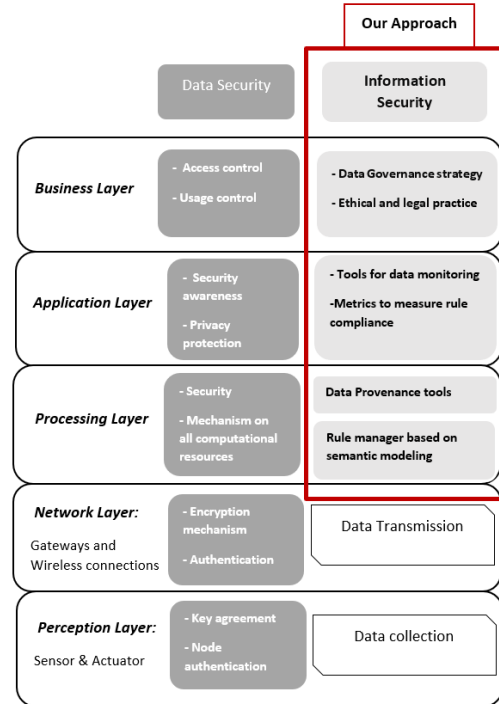 Our Approach
Data Security
Information
Security
Business Layer
- Access control
- Usage control
- Data Governance strategy
- Ethical and legal practice
Application Layer
- Security
awareness
- Privacy
protection
- Tools for data monitoring
-Metrics to measure rule
compliance
Processing Layer
- Security
- Mechanism on
all computational
resources
Data Provenance tools
Rule manager based on
semantic modeling
Network Layer:
Gateways and
Wireless connections
- Encryption
mechanism
- Authentication
Data Transmission
Perception Layer:
Sensor & Actuator
- Key agreement
- Node
authentication
Data collection